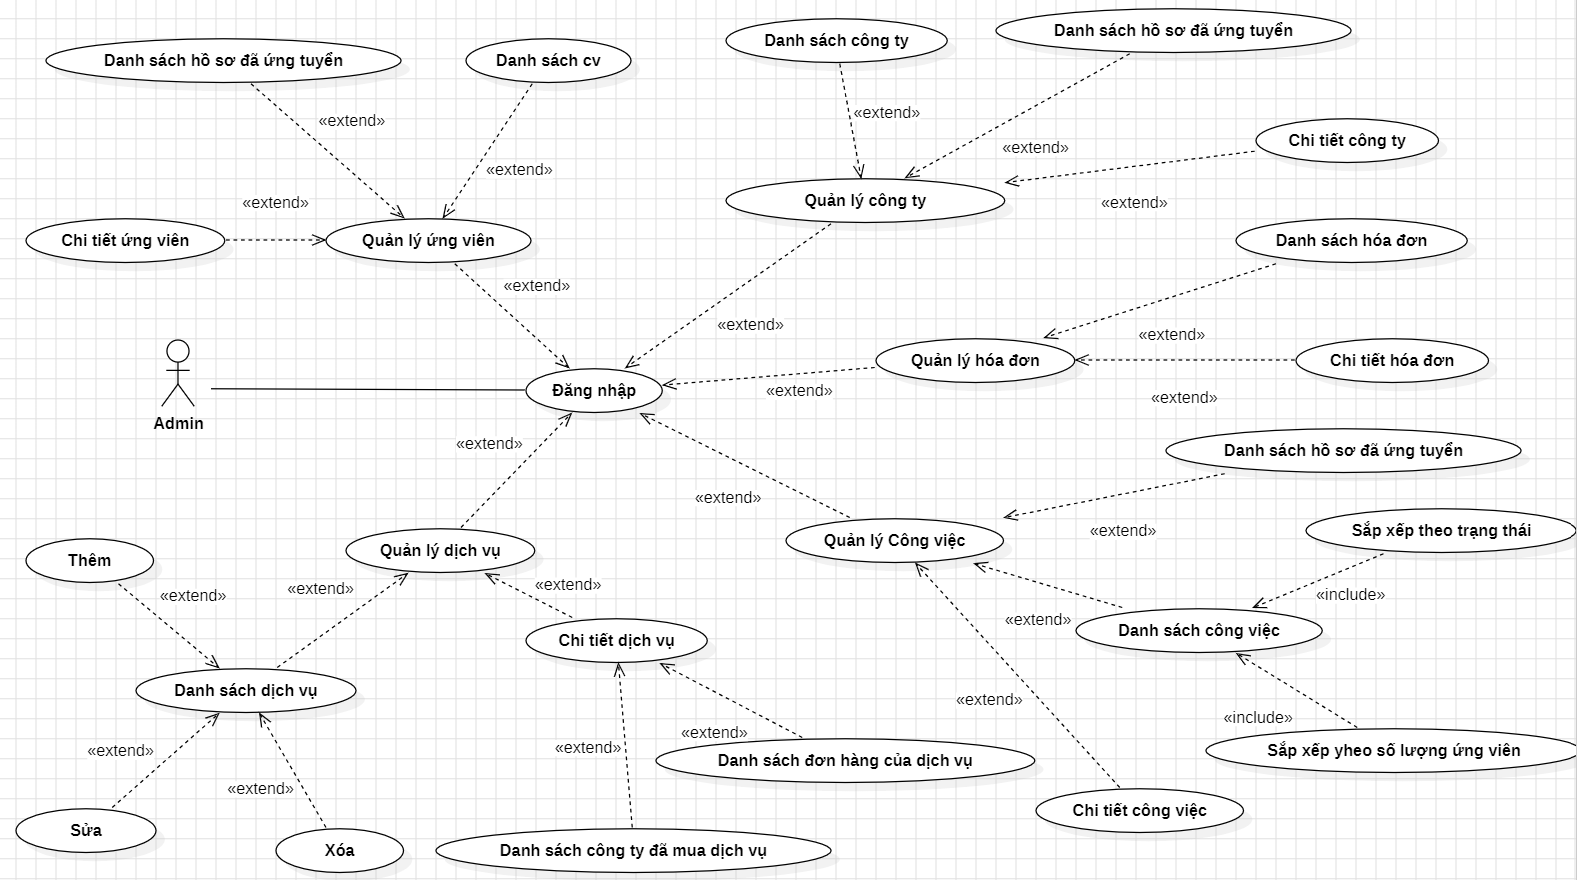 Danh sách hồ sơ đã ứng tuyển
Danh sách cv
Danh sách công ty
Danh sách hồ sơ đã ứng tuyển
«extend»
«extend»
«extend»
«extend»
Chi tiết công ty
«extend»
«extend»
Chi tiết ứng viên
Quản lý ứng viên
Quản lý công ty
Danh sách hóa đơn
«extend»
«extend»
«extend»
Quản lý hóa đơn
Chi tiết hóa đơn
Admin
Đăng nhập
«extend»
«extend»
«extend»
Danh sách hồ sơ đã ứng tuyển
«extend»
«extend»
Quản lý Công việc
Sắp xếp theo trạng thái
Thêm
Quản lý dịch vụ
«extend»
«extend»
«extend»
«include»
«extend»
Chi tiết dịch vụ
Danh sách công việc
Danh sách dịch vụ
«extend»
«include»
«extend»
«extend»
«extend»
Danh sách đơn hàng của dịch vụ
Sắp xếp yheo số lượng ứng viên
«extend»
Chi tiết công việc
Sửa
Xóa
Danh sách công ty đã mua dịch vụ